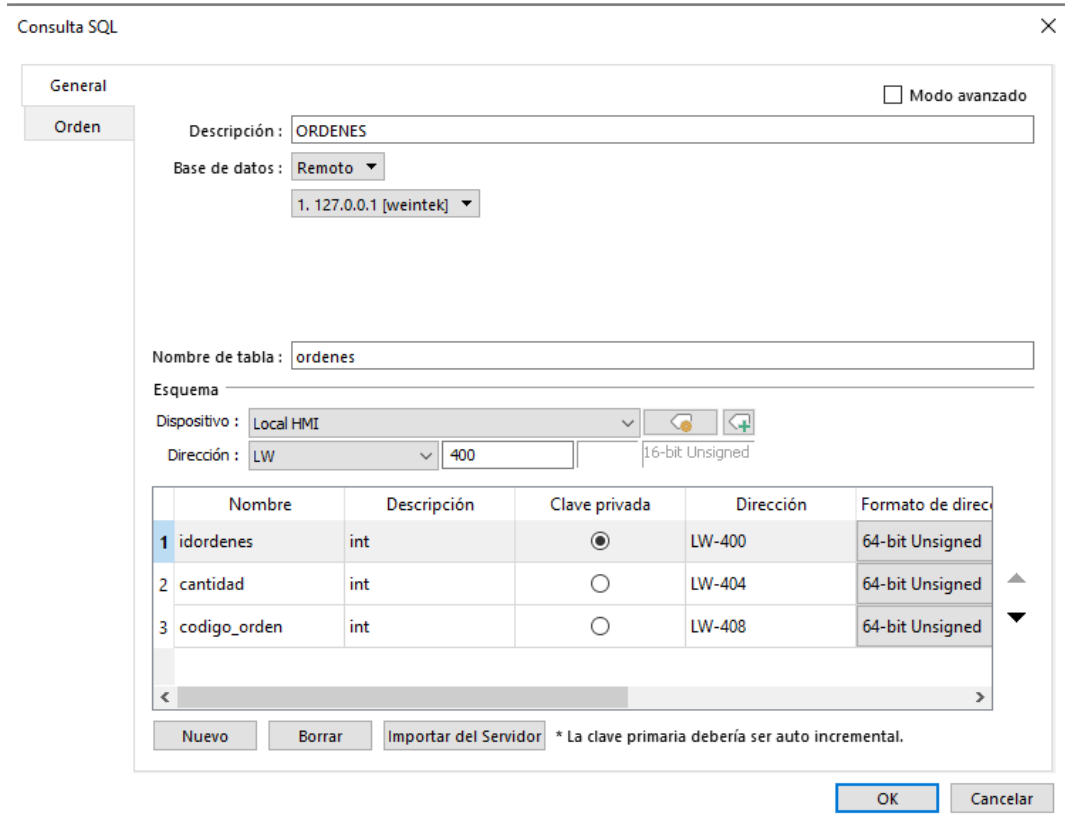 Consulta SQL
General
Modo avanzado
Orden
Descripción : ORDENES
Base de datos : Remoto
1. 127.0.0.1 [weintek]
Nombre de tabla : ordenes
Esquema
Dispositivo : Local HMI
Dirección : LW 400 16-bit Unsigned
Nombre Descripción Clave privada Dirección Formato de direc
1 idordenes int LW-400 64-bit Unsigned
2 cantidad int LW-404 64-bit Unsigned
3 codigo_orden int LW-408 64-bit Unsigned
Nuevo Borrar Importar del Servidor * La clave primaria debería ser auto incremental.
OK Cancelar